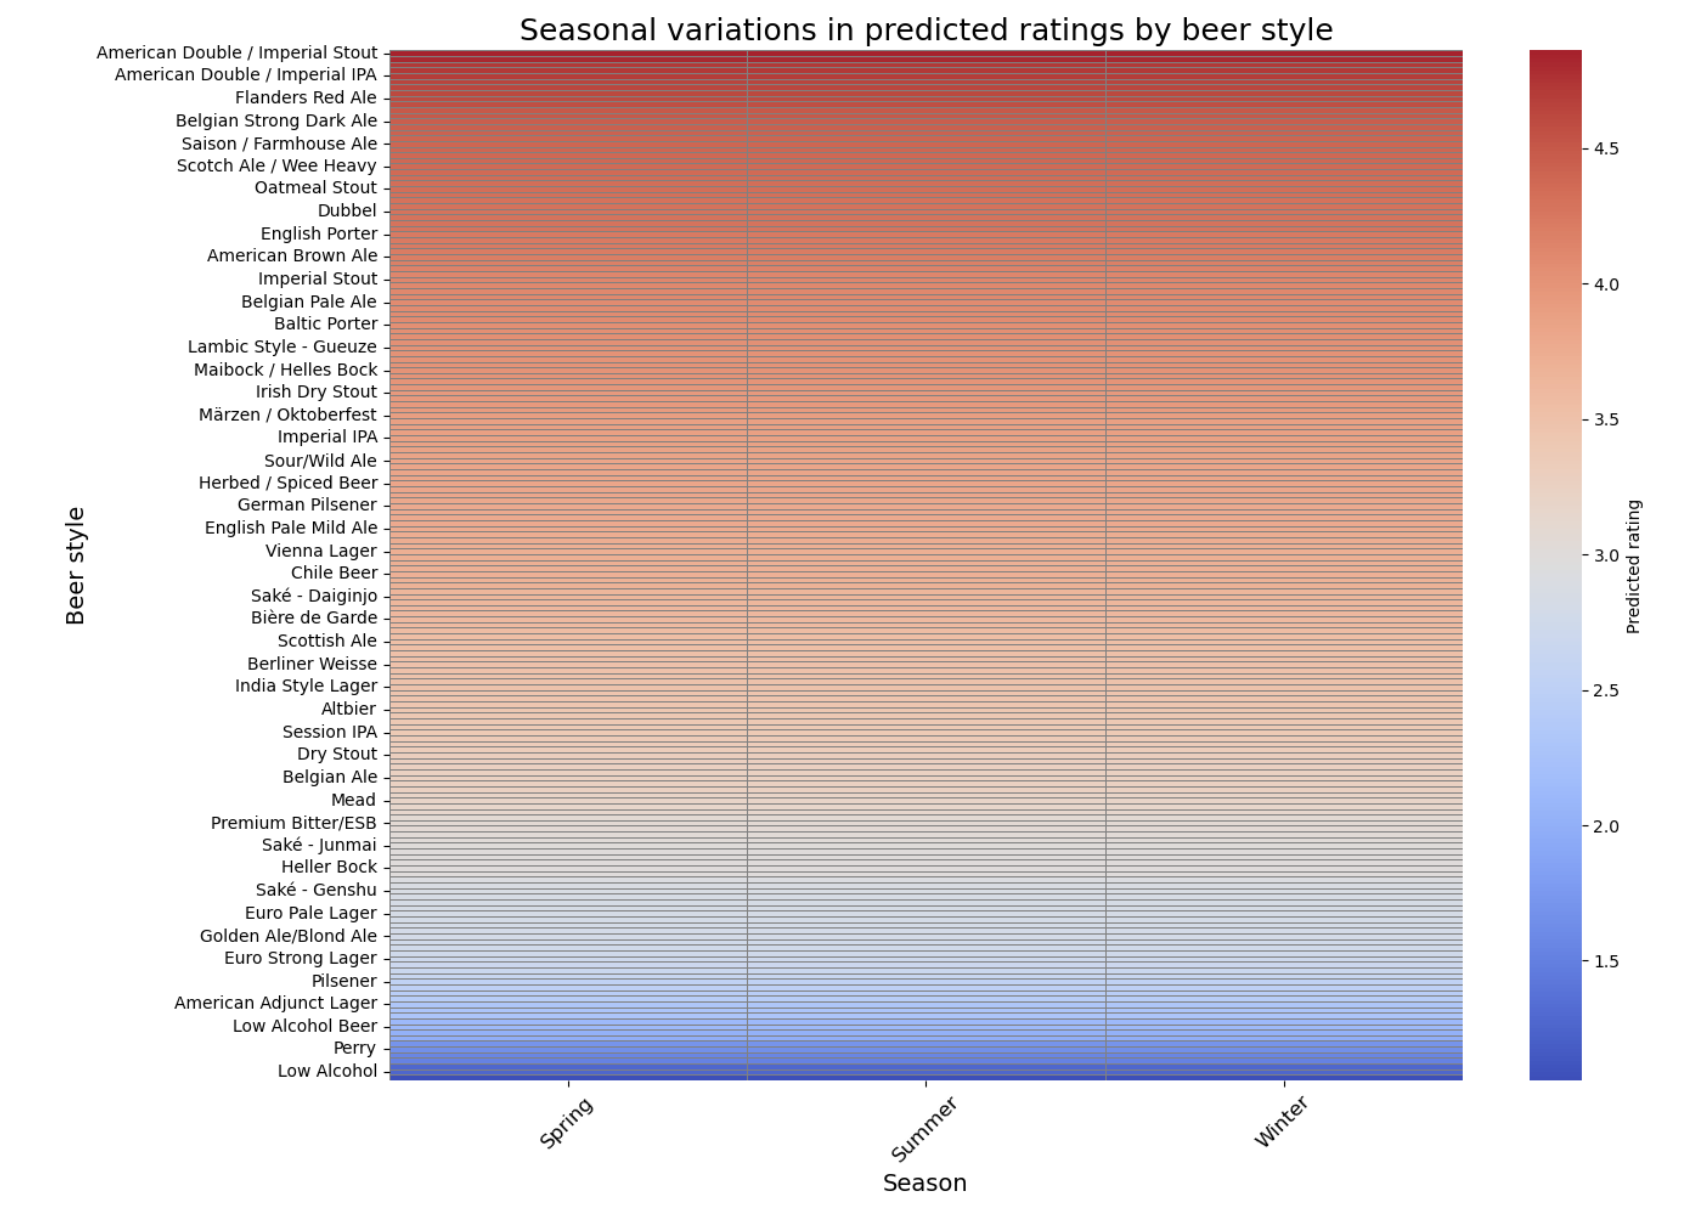 Seasonal variations in predicted ratings by beer style
American Double / Imperial Stout
American Double / Imperial IPA
Flanders Red Ale
Belgian Strong Dark Ale
Saison / Farmhouse Ale
Scotch Ale / Wee Heavy
Oatmeal Stout
Dubbel
English Porter
American Brown Ale
Imperial Stout
Belgian Pale Ale
Baltic Porter
Lambic Style - Gueuze
Maibock / Helles Bock
Irish Dry Stout
Märzen / Oktoberfest
Imperial IPA
Sour/Wild Ale
Herbed / Spiced Beer
German Pilsener
English Pale Mild Ale
Vienna Lager
Chile Beer
Saké - Daiginjo
Bière de Garde
Scottish Ale
Berliner Weisse
India Style Lager
Altbier
Session IPA
Dry Stout
Belgian Ale
Mead
Premium Bitter/ESB
Saké - Junmai
Heller Bock
Saké - Genshu
Euro Pale Lager
Golden Ale/Blond Ale
Euro Strong Lager
Pilsener
American Adjunct Lager
Low Alcohol Beer
Perry
Low Alcohol
Beer style
Spring
Summer
Winter
Season
4.5
4.0
3.5
3.0
2.5
2.0
1.5
Predicted rating